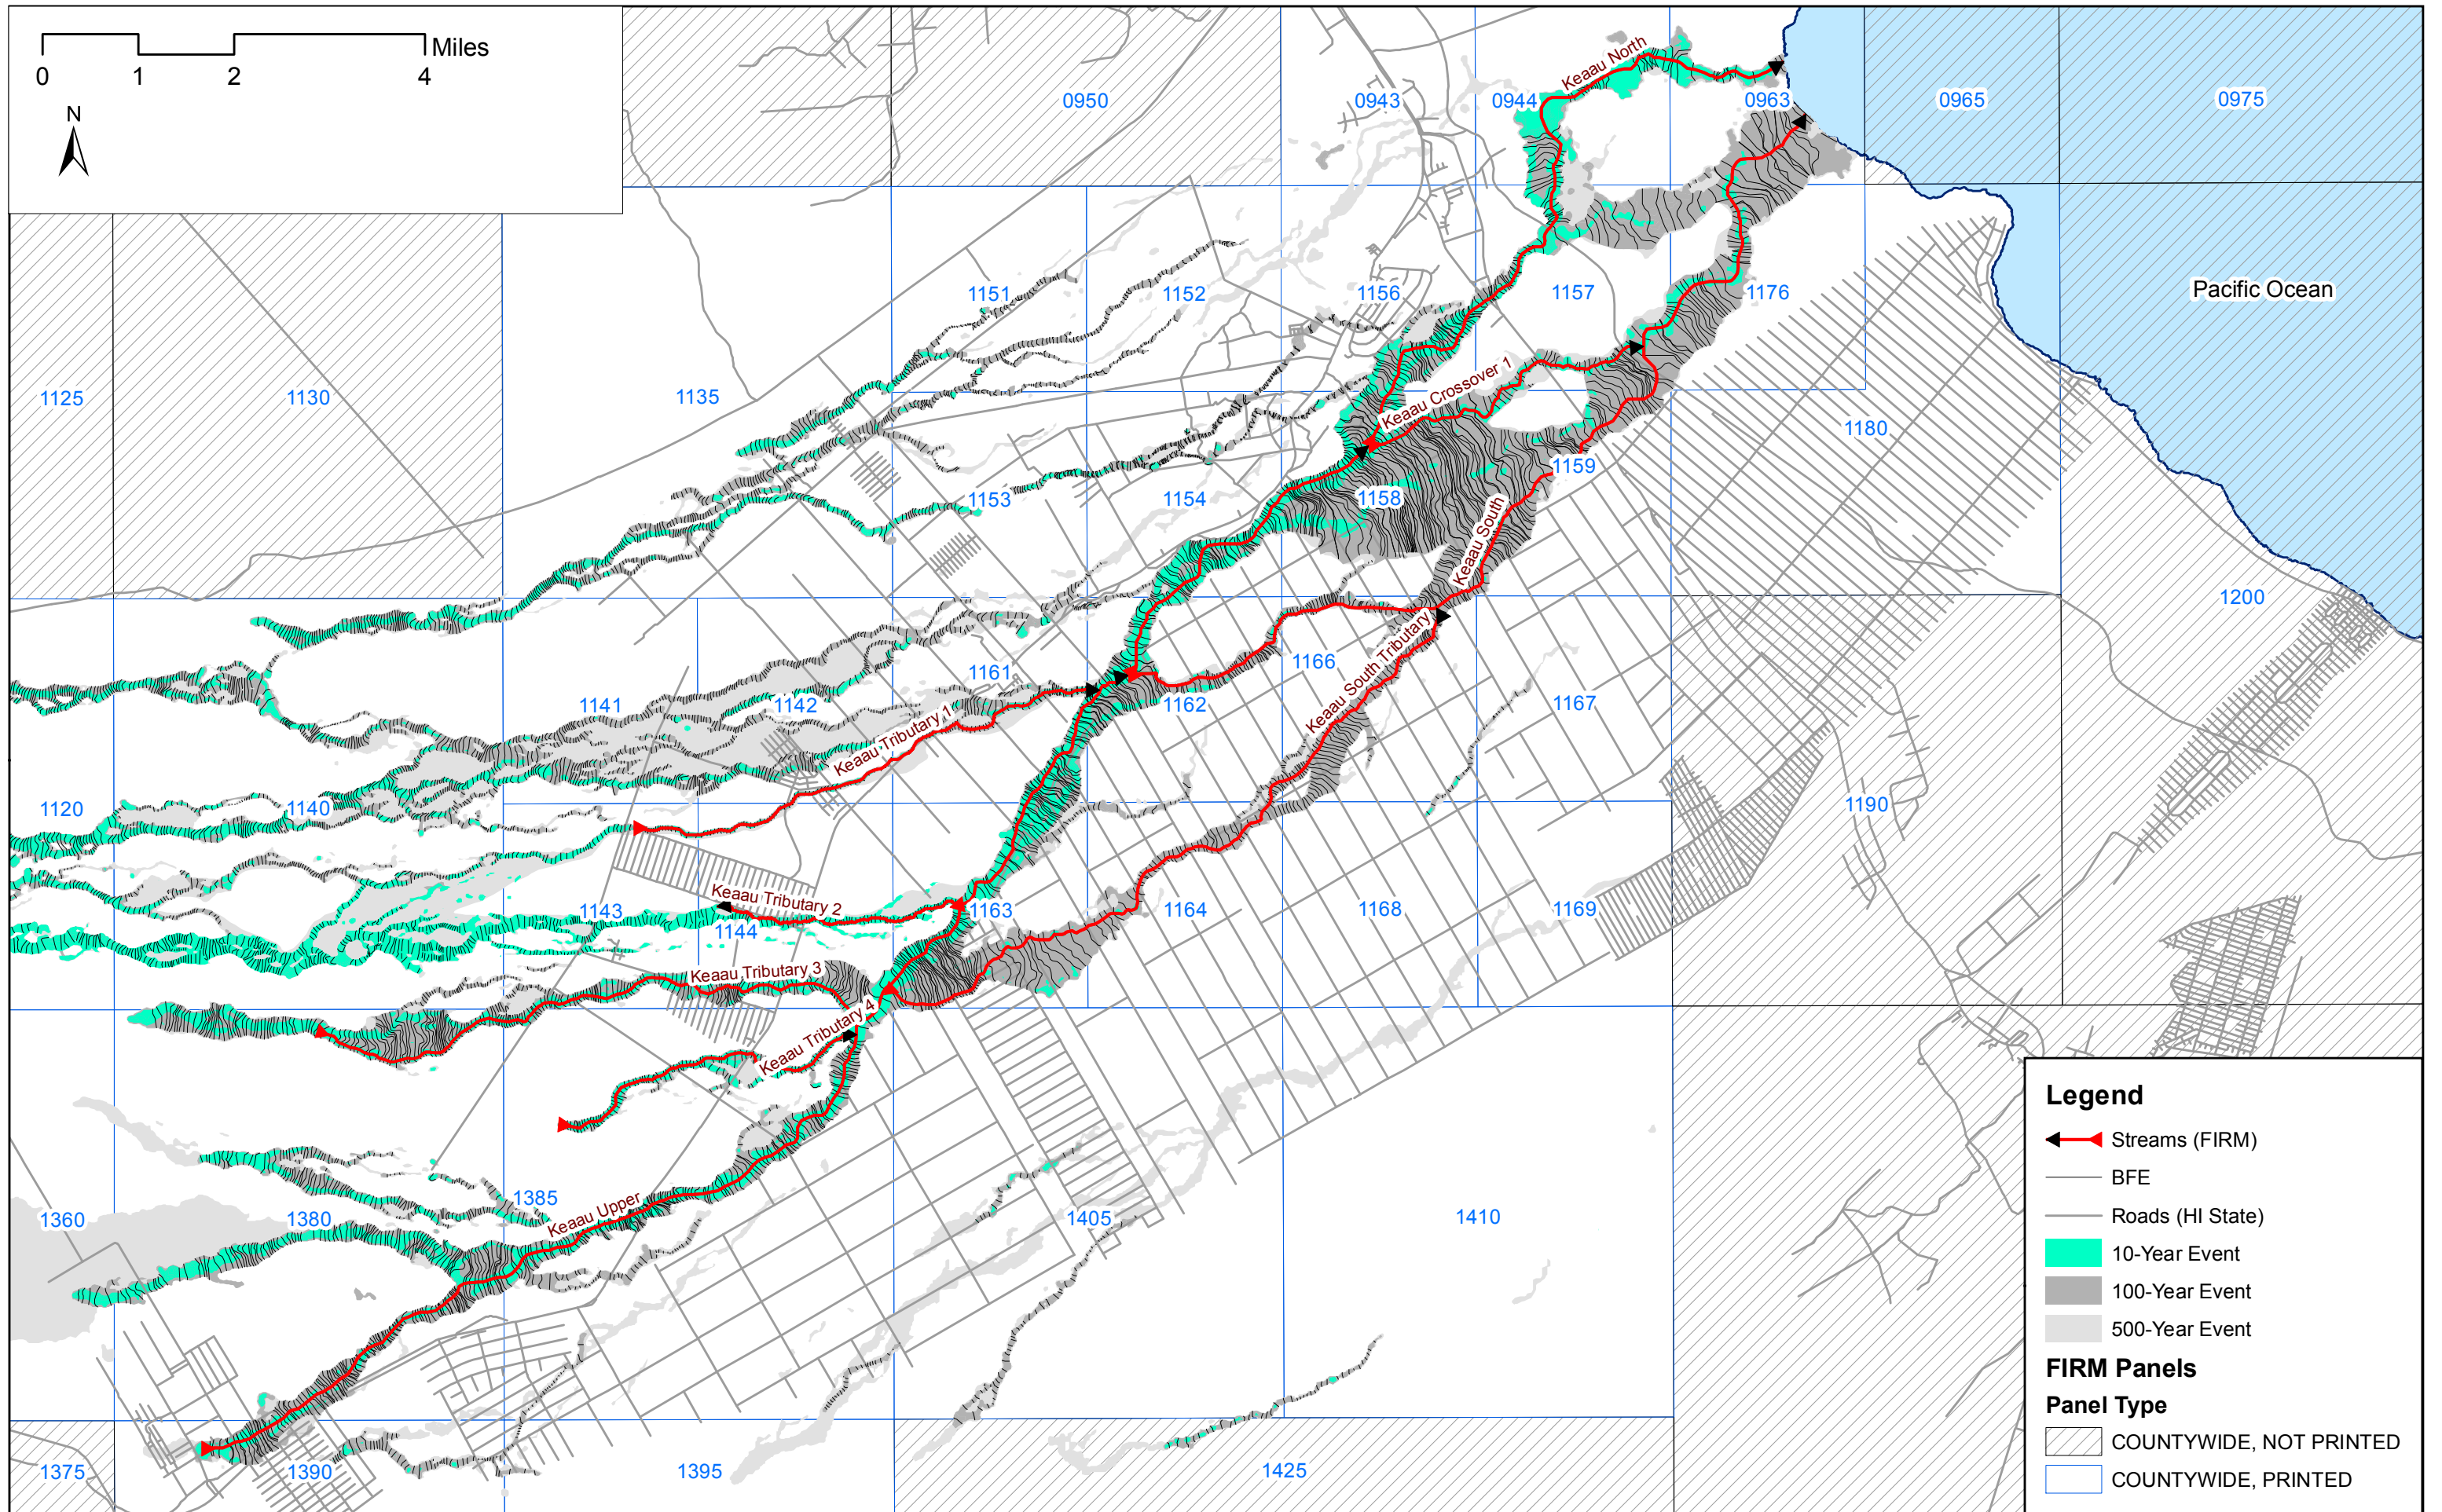 Miles
0 1 2 4
N
Keaau North
0950
0943
0944
0963
0965
0975
Pacific Ocean
1151
1152
1156
1157
1176
1125
1130
1135
Keaau Crossover 1
1180
1159
1153
1154
1158
Keaau South
1200
1161
1166
Keaau South Tributary
1141
1142
1162
1167
Keaau Tributary 1
1120
1140
1190
Keaau Tributary 2
1143
1144
1163
1164
1168
1169
Keaau Tributary 3
Keaau Tributary 4
1385
Keaau Upper
1360
1380
1405
1410
1375
1390
1395
1425
Legend
Streams (FIRM)
BFE
Roads (HI State)
10-Year Event
100-Year Event
500-Year Event
FIRM Panels
Panel Type
COUNTYWIDE, NOT PRINTED
COUNTYWIDE, PRINTED